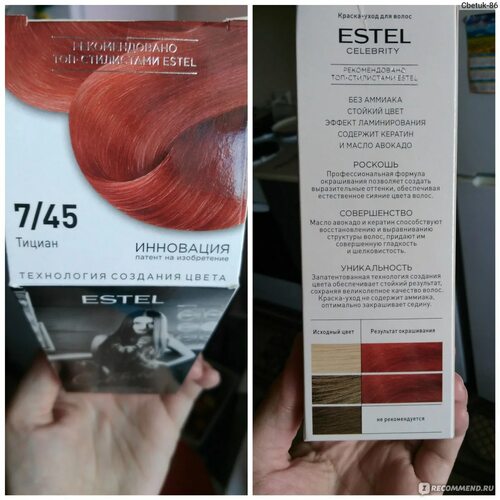 РЕКОМЕНДОВАНО
ТОП-СТИЛИСТАМИ ESTEL
7/45
Тициан
ИННОВАЦИЯ
патент на изобретение
ТЕХНОЛОГИЯ СОЗДАНИЯ ЦВЕТА
ESTEL
Cbetuk-86
Краска-уход для волос
ESTEL
CELEBRITY
РЕКОМЕНДОВАНО
ТОП-СТИЛИСТАМИ ESTEL
БЕЗ АММИАКА
СТОЙКИЙ ЦВЕТ
ЭФФЕКТ ЛАМИНИРОВАНИЯ
СОДЕРЖИТ КЕРАТИН
И МАСЛО АВОКАДО
РОСКОШЬ
Профессиональная формула
окрашивания позволяет создать
выразительные оттенки, обеспечивая
естественное сияние цвета волос.
СОВЕРШЕНСТВО
Масло авокадо и кератин способствуют
восстановлению и выравниванию
структуры волос, придают им
совершенную гладкость
и шелковистость.
УНИКАЛЬНОСТЬ
Запатентованная технология создания
цвета обеспечивает стойкий результат,
сохраняя великолепное качество волос.
Краска-уход не содержит аммиака,
оптимально закрашивает седину.
Исходный цвет
Результат окрашивания
не рекомендуется
IRECOMMEND.RU